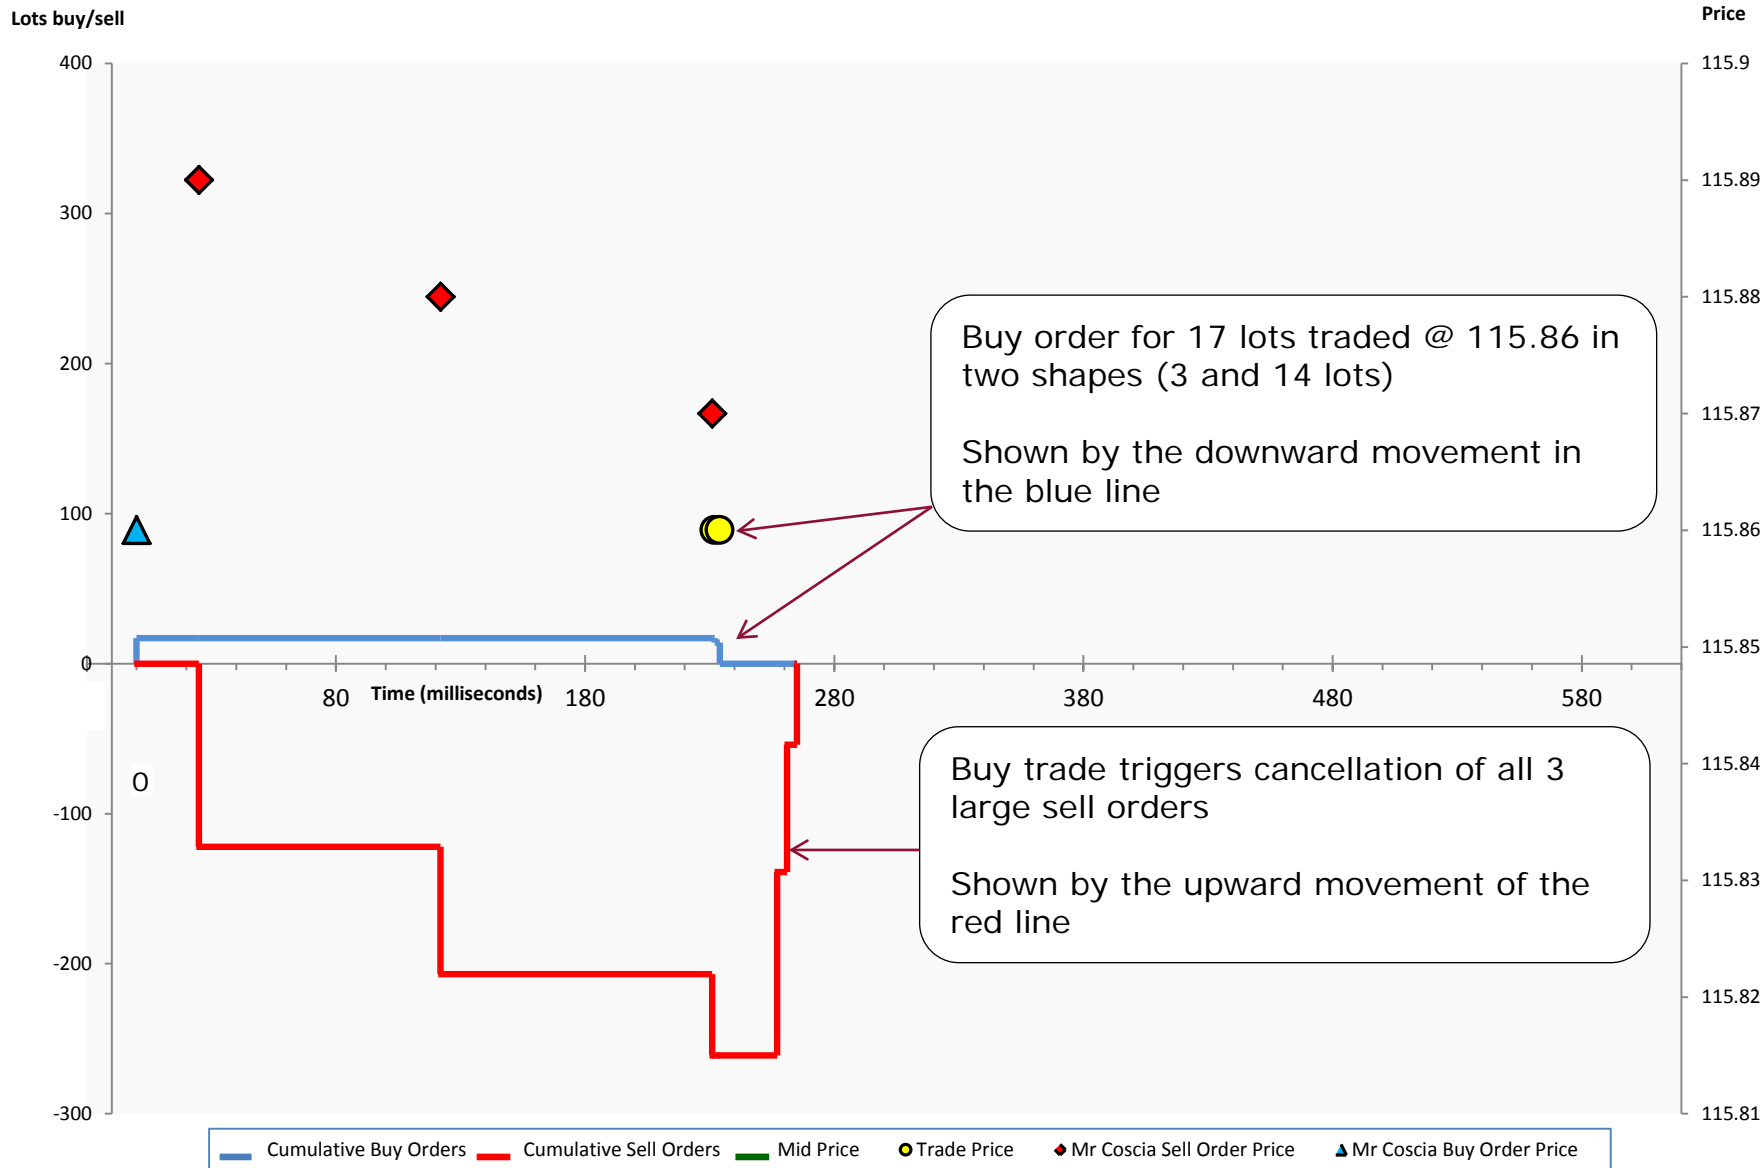 Lots buy/sell
Price
400
300
200
100
0
-100
-200
-300
115.9
115.89
115.88
115.87
115.86
115.85
115.84
115.83
115.82
115.81
Buy order for 17 lots traded @ 115.86 in
two shapes (3 and 14 lots)
Shown by the downward movement in
the blue line
80
Time (milliseconds)
180
280
380
480
580
0
Buy trade triggers cancellation of all 3
large sell orders
Shown by the upward movement of the
red line
Cumulative Buy Orders
Cumulative Sell Orders
Mid Price
Trade Price
Mr Coscia Sell Order Price
Mr Coscia Buy Order Price